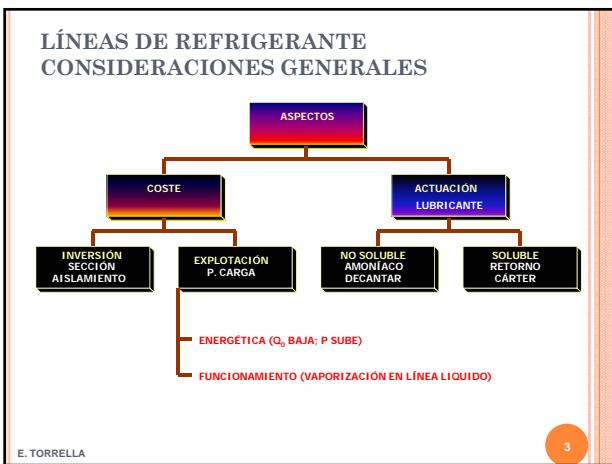 LÍNEAS DE REFRIGERANTE
CONSIDERACIONES GENERALES
ASPECTOS
COSTE
ACTUACIÓN
LUBRICANTE
INVERSIÓN
SECCIÓN
AISLAMIENTO
EXPLOTACIÓN
P. CARGA
NO SOLUBLE
AMONÍACO
DECANTAR
SOLUBLE
RETORNO
CÁRTER
ENERGÉTICA (Q₀ BAJA; P SUBE)
FUNCIONAMIENTO (VAPORIZACIÓN EN LÍNEA LIQUIDO)
E. TORRELLA
3